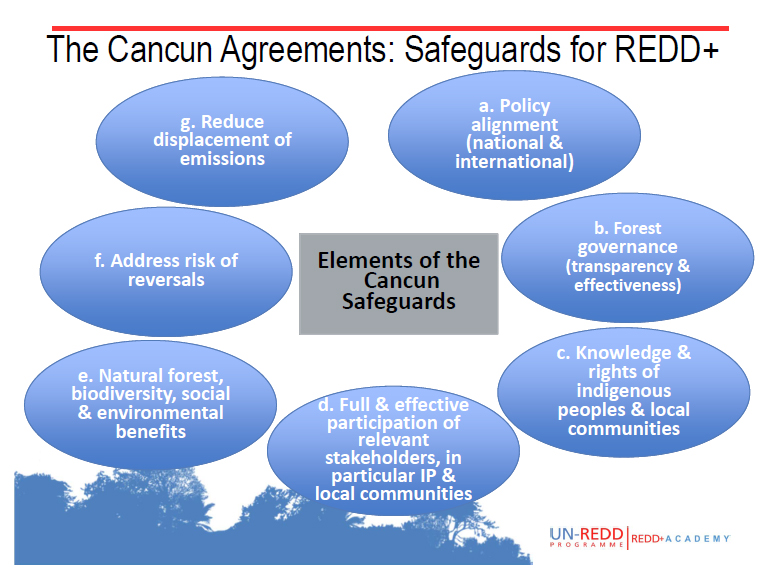 The Cancun Agreements: Safeguards for REDD+
a. Policy
alignment
(national &
international)
b. Forest
governance
(transparency &
effectiveness)
c. Knowledge &
rights of
indigenous
peoples & local
communities
d. Full & effective
participation of
relevant
stakeholders, in
particular IP &
local communities
e. Natural forest,
biodiversity, social
& environmental
benefits
f. Address risk of
reversals
g. Reduce
displacement of
emissions
Elements of the
Cancun
Safeguards
UN-REDD
PROGRAMME
REDD+ACADEMY